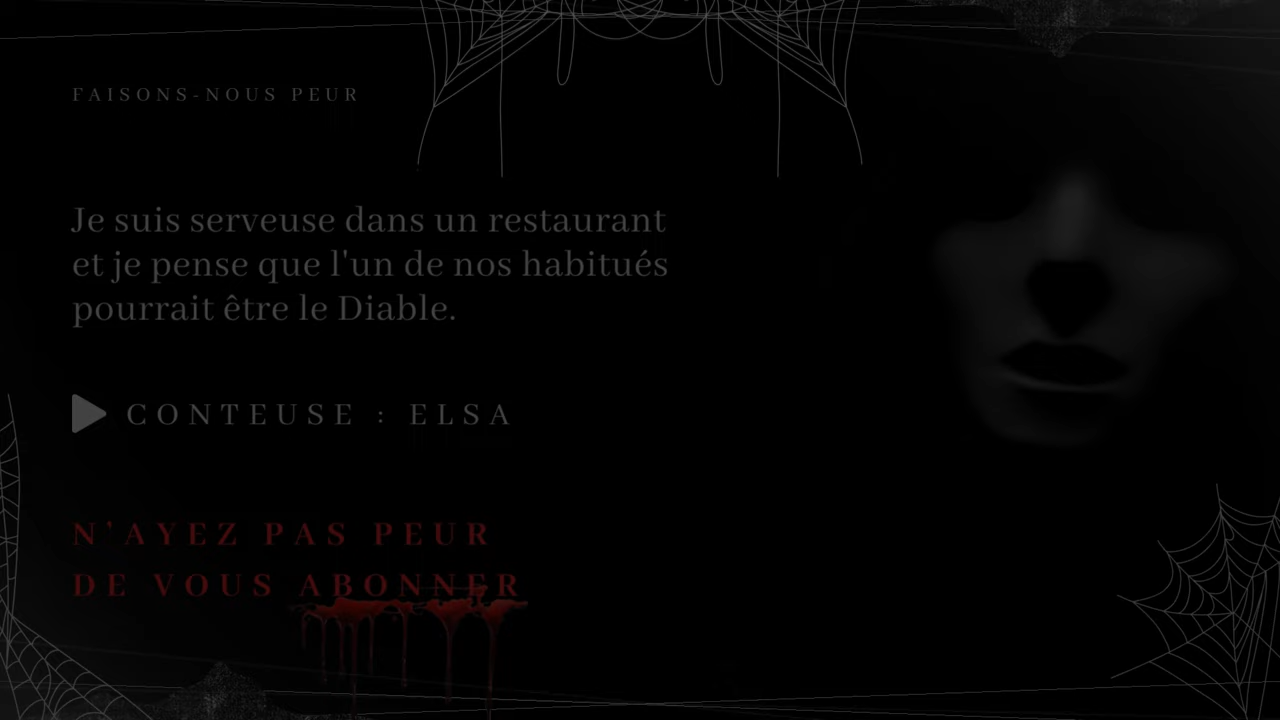 FAISONS-NOUS PEUR
Je suis serveuse dans un restaurant
et je pense que l'un de nos habitués
pourrait être le Diable.
CONTEUSE : ELSA
N'AYEZ PAS PEUR
DE VOUS ABONNER